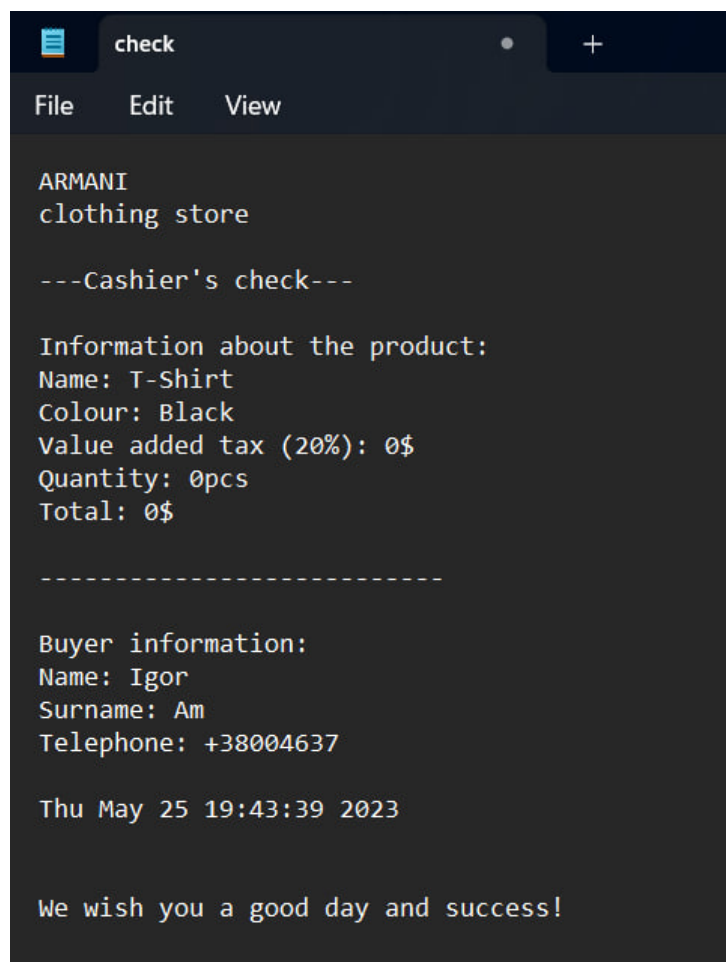 check
File Edit View
ARMANI
clothing store
---Cashier's check---
Information about the product:
Name: T-Shirt
Colour: Black
Value added tax (20%): 0$
Quantity: 0pcs
Total: 0$
---------------------------
Buyer information:
Name: Igor
Surname: Am
Telephone: +38004637
Thu May 25 19:43:39 2023
We wish you a good day and success!